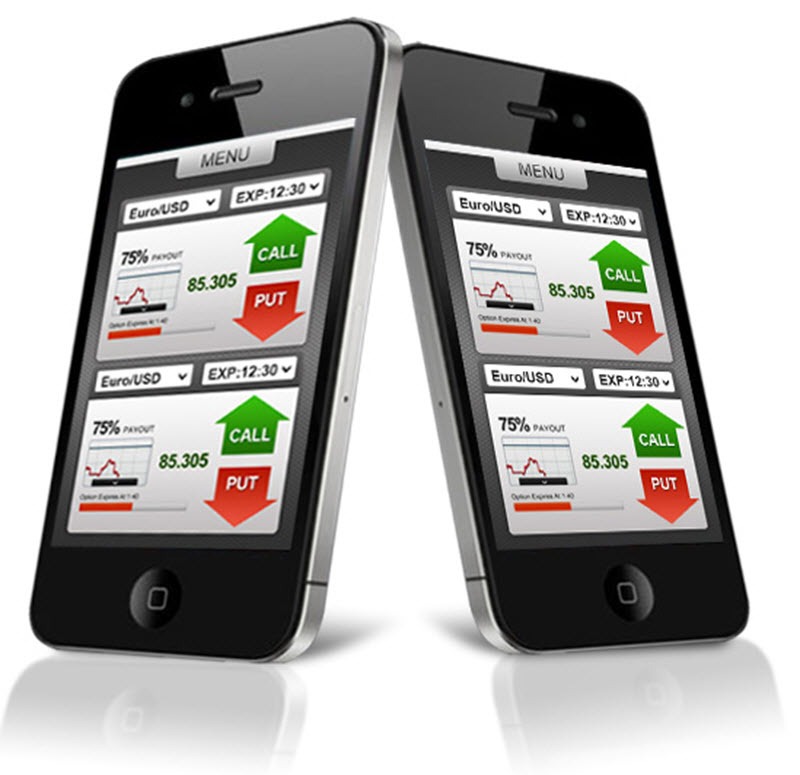 MENU
Euro/USD EXP:12:30
75% PAYOUT
CALL
85.305
PUT
Option Expires At 1:40
Euro/USD EXP:12:30
75% PAYOUT
CALL
85.305
PUT
Option Expires At 1:40
MENU
Euro/USD EXP:12:30
75% PAYOUT
CALL
85.305
PUT
Option Expires At 1:40
Euro/USD EXP:12:30
75% PAYOUT
CALL
85.305
PUT
Option Expires At 1:40